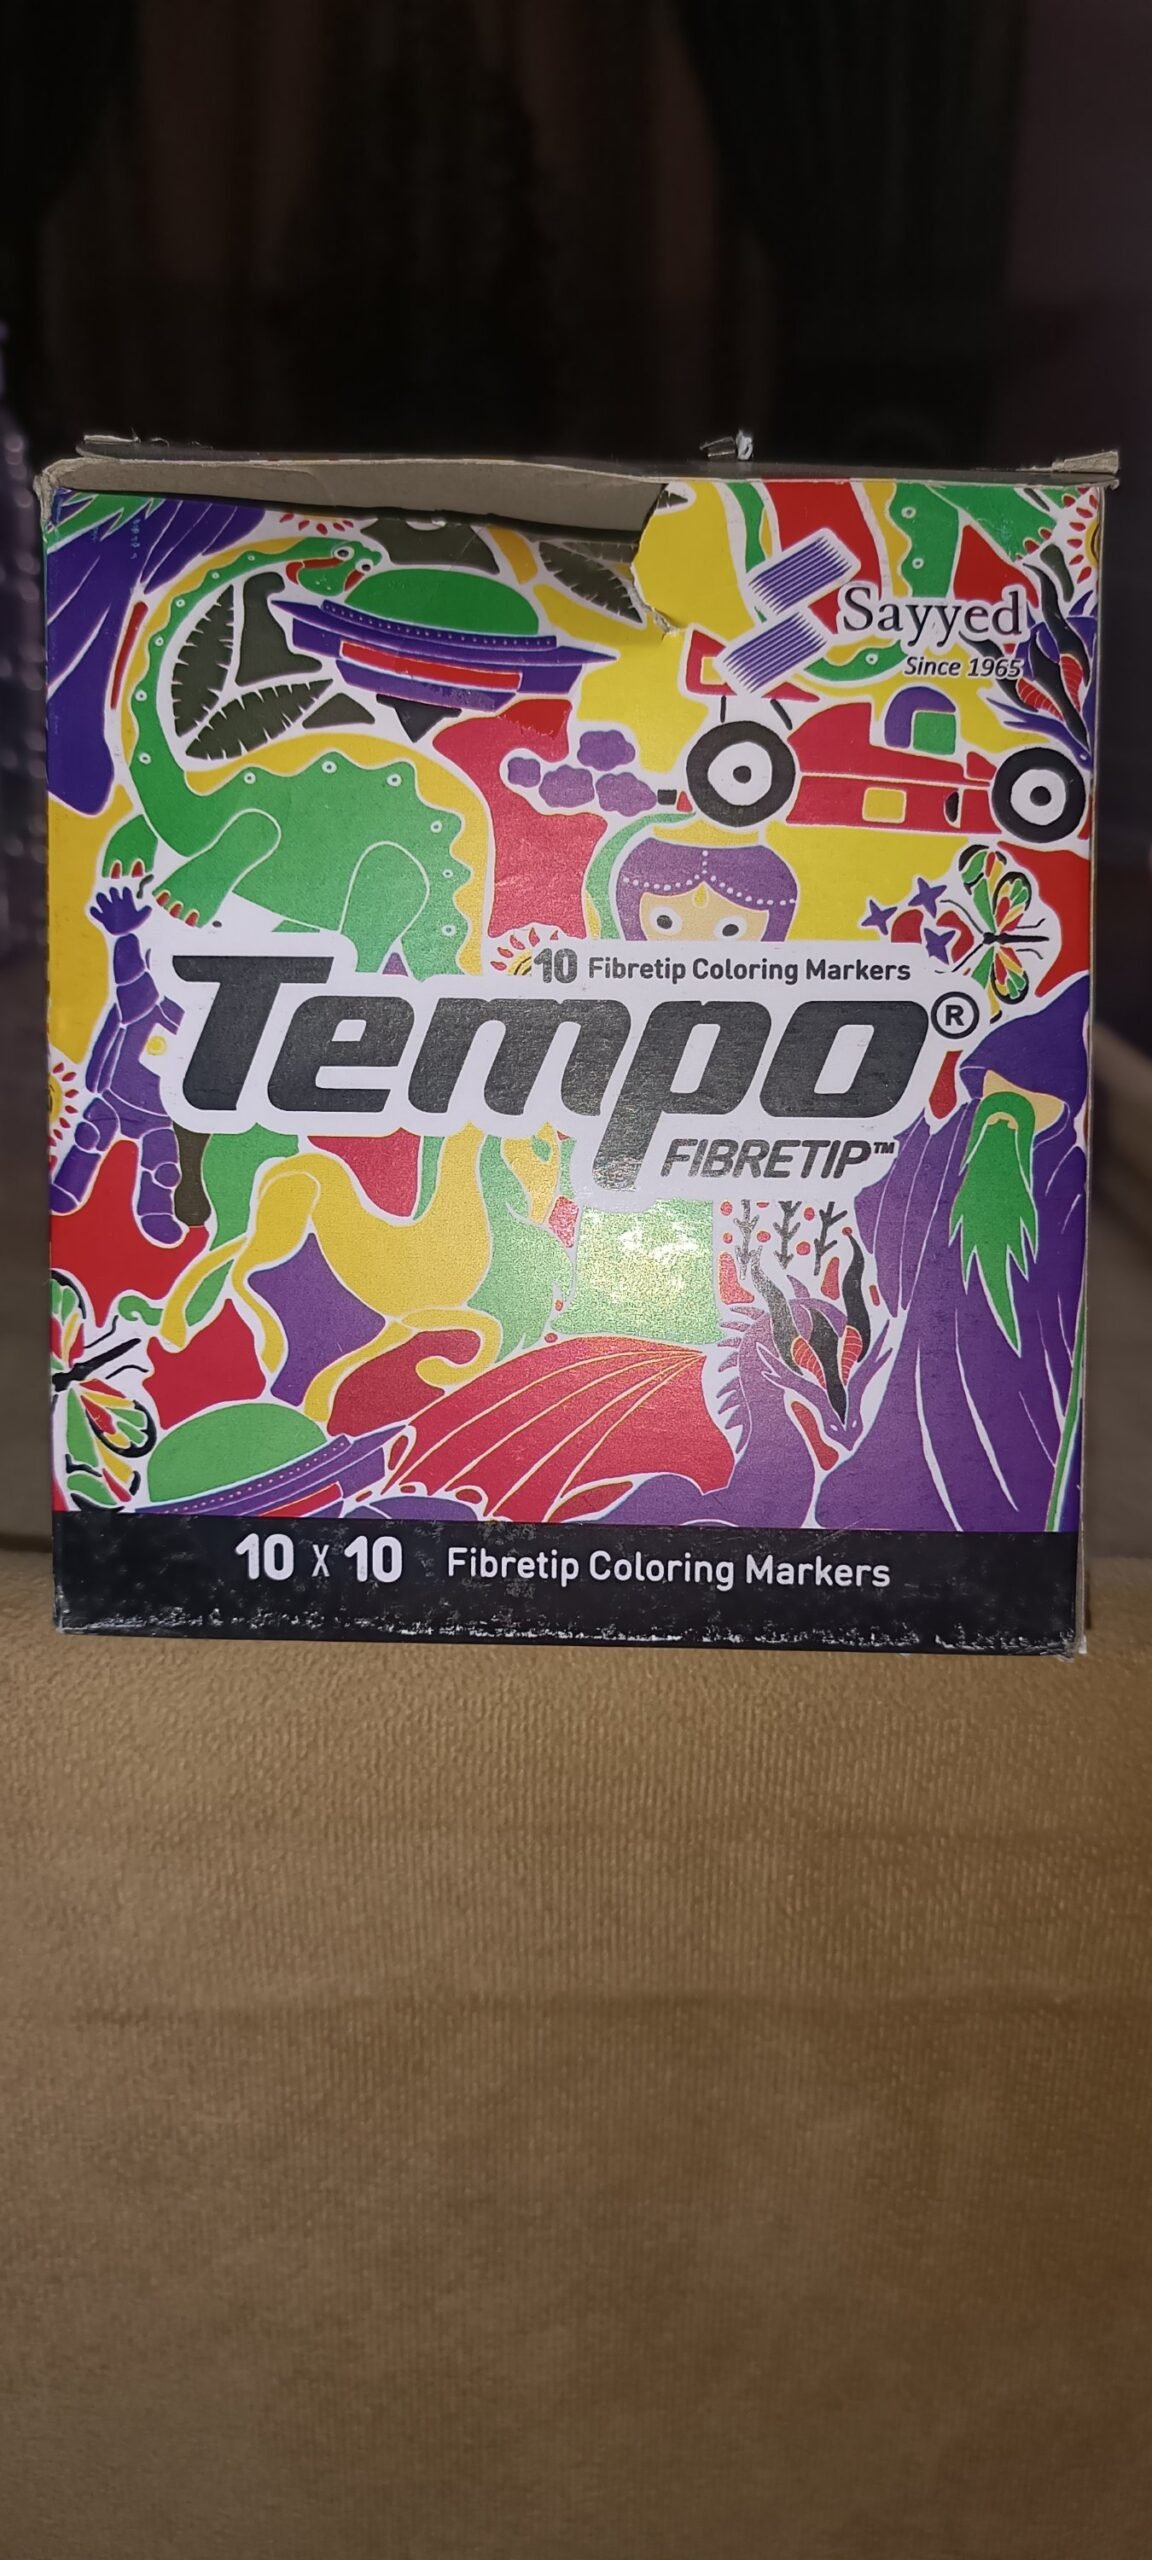 Sayyed
Since 1965
10 Fibretip Coloring Markers
Tempo®
FIBRETIP™
10 x 10 Fibretip Coloring Markers